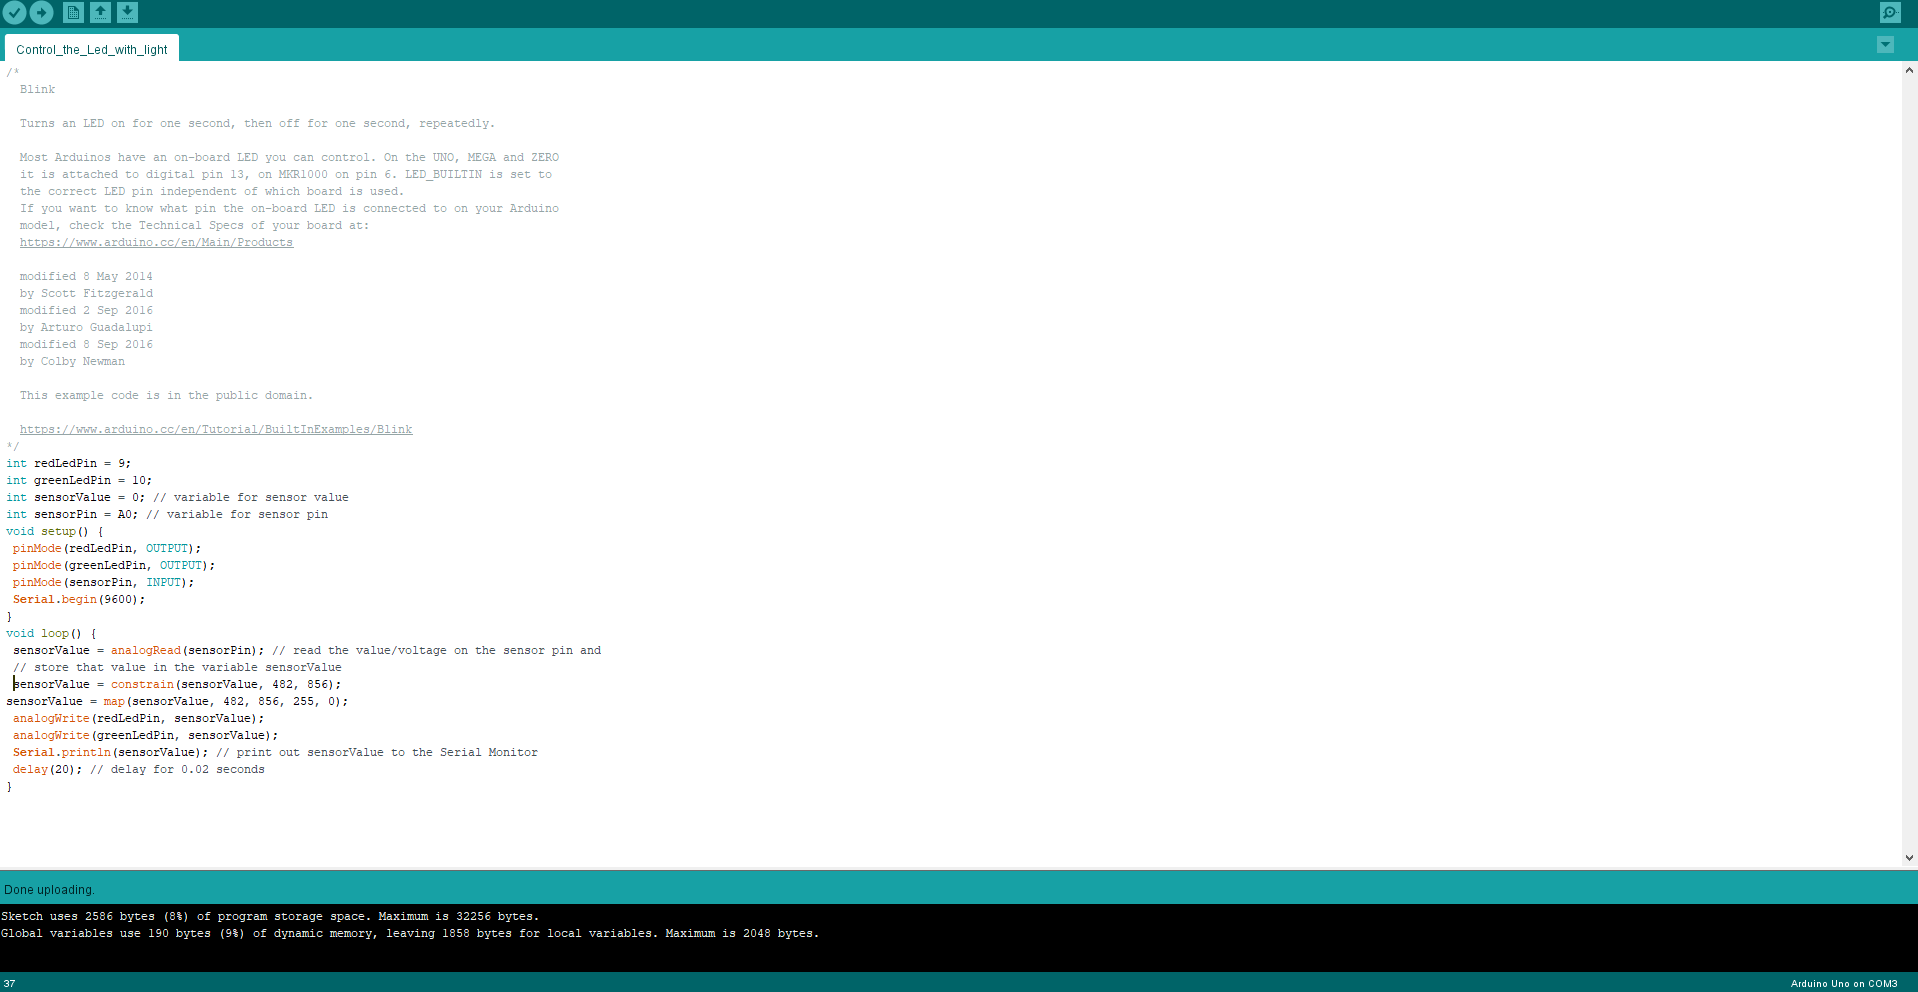 Control_the_Led_with_light
/*
Blink
Turns an LED on for one second, then off for one second, repeatedly.
Most Arduinos have an on-board LED you can control. On the UNO, MEGA and ZERO
it is attached to digital pin 13, on MKR1000 on pin 6. LED_BUILTIN is set to
the correct LED pin independent of which board is used.
If you want to know what pin the on-board LED is connected to on your Arduino
model, check the Technical Specs of your board at:
https://www.arduino.cc/en/Main/Products
modified 8 May 2014
by Scott Fitzgerald
modified 2 Sep 2016
by Arturo Guadalupi
modified 8 Sep 2016
by Colby Newman
This example code is in the public domain.
https://www.arduino.cc/en/Tutorial/BuiltInExamples/Blink
*/
int redLedPin = 9;
int greenLedPin = 10;
int sensorValue = 0; // variable for sensor value
int sensorPin = A0; // variable for sensor pin
void setup() {
pinMode(redLedPin, OUTPUT);
pinMode(greenLedPin, OUTPUT);
pinMode(sensorPin, INPUT);
Serial.begin(9600);
}
void loop() {
sensorValue = analogRead(sensorPin); // read the value/voltage on the sensor pin and
// store that value in the variable sensorValue
sensorValue = constrain(sensorValue, 482, 856);
sensorValue = map(sensorValue, 482, 856, 255, 0);
analogWrite(redLedPin, sensorValue);
analogWrite(greenLedPin, sensorValue);
Serial.println(sensorValue); // print out sensorValue to the Serial Monitor
delay(20); // delay for 0.02 seconds
}
Done uploading.
Sketch uses 2586 bytes (8%) of program storage space. Maximum is 32256 bytes.
Global variables use 190 bytes (9%) of dynamic memory, leaving 1858 bytes for local variables. Maximum is 2048 bytes.
37
Arduino Uno on COM3